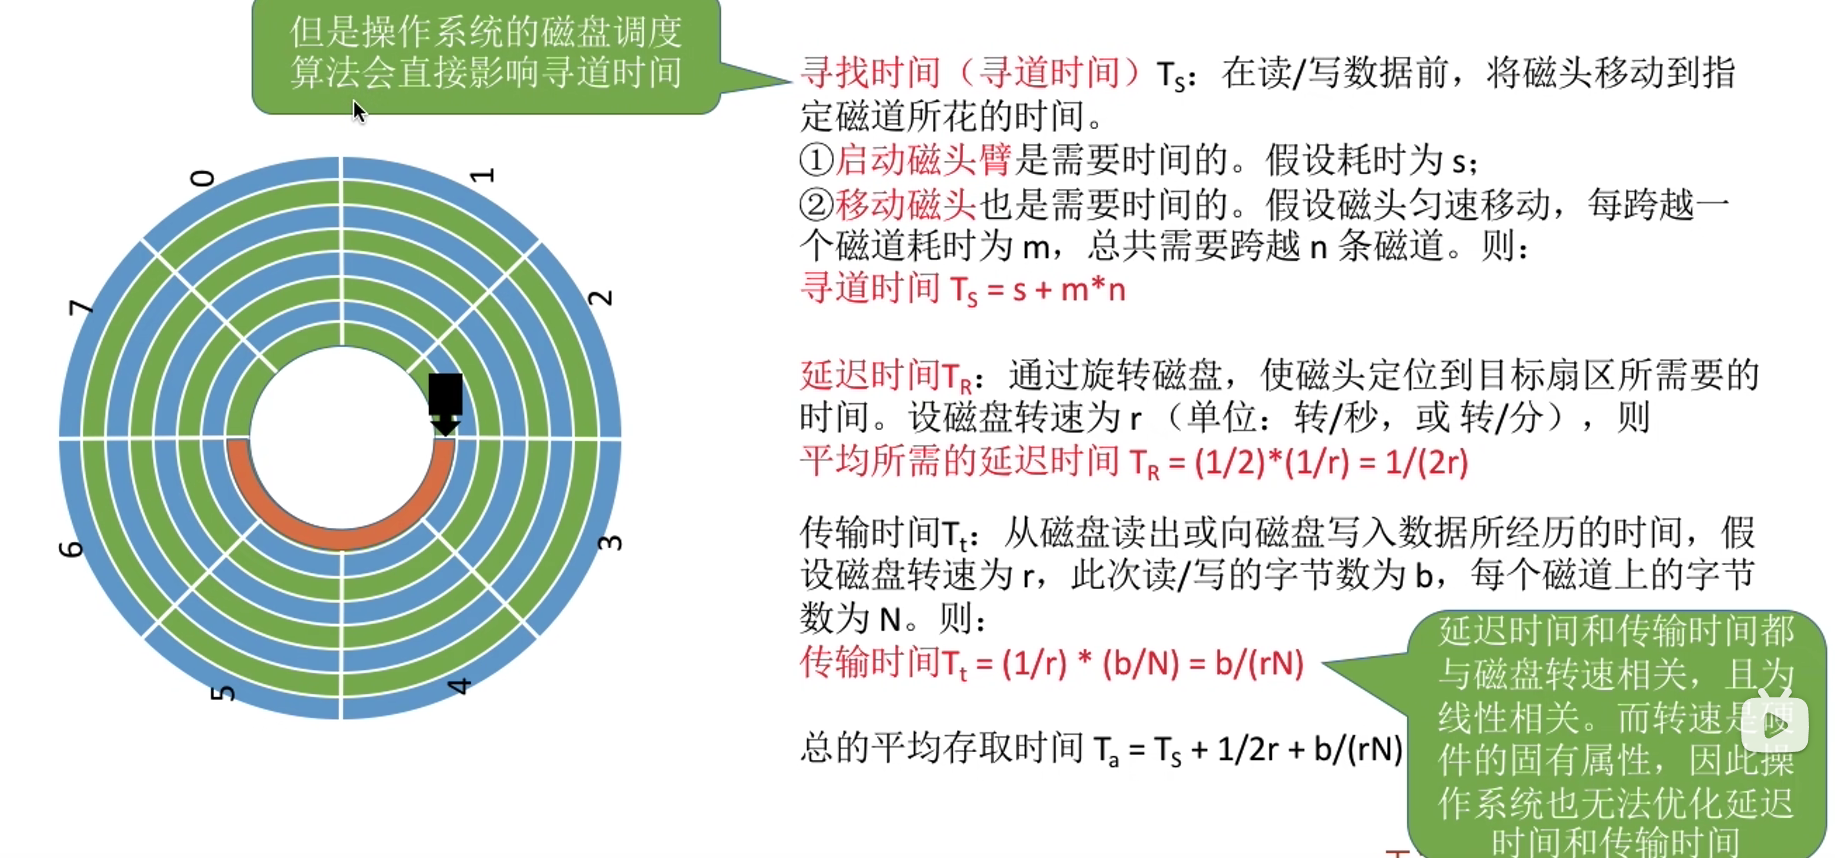 但是操作系统的磁盘调度
算法会直接影响寻道时间
寻找时间（寻道时间）TS：在读/写数据前，将磁头移动到指
定磁道所花的时间。
①启动磁头臂是需要时间的。假设耗时为 s；
②移动磁头也是需要时间的。假设磁头匀速移动，每跨越一
个磁道耗时为 m，总共需要跨越 n 条磁道。则：
寻道时间 TS = s + m*n
延迟时间TR：通过旋转磁盘，使磁头定位到目标扇区所需要的
时间。设磁盘转速为 r （单位：转/秒，或 转/分），则
平均所需的延迟时间 TR = (1/2)*(1/r) = 1/(2r)
传输时间Tt：从磁盘读出或向磁盘写入数据所经历的时间，假
设磁盘转速为 r，此次读/写的字节数为 b，每个磁道上的字节
数为 N。则：
传输时间Tt = (1/r) * (b/N) = b/(rN)
总的平均存取时间 Ta = TS + 1/2r + b/(rN)
延迟时间和传输时间都
与磁盘转速相关，且为
线性相关。而转速是硬
件的固有属性，因此操
作系统也无法优化延迟
时间和传输时间
0
1
2
3
4
5
6
7